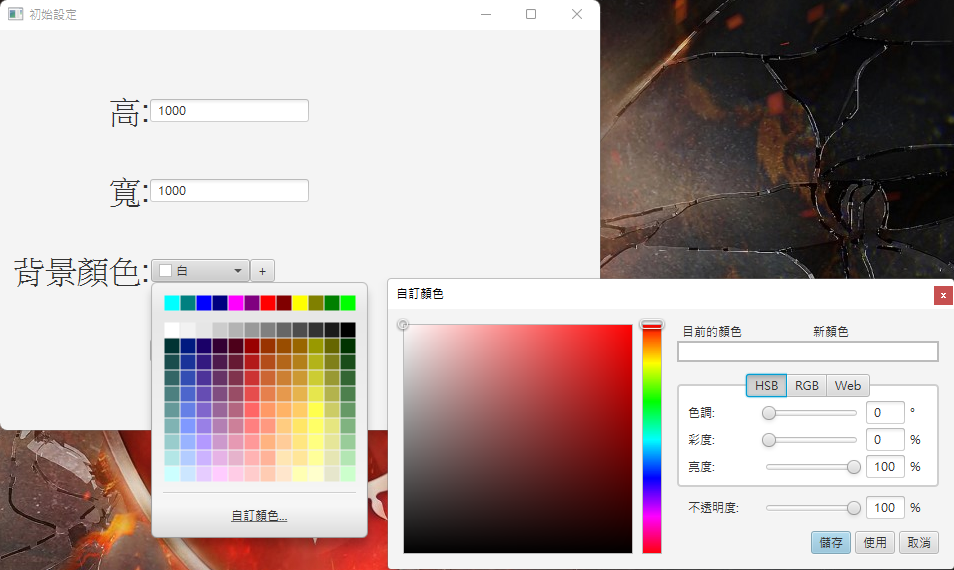 初始設定
高:
1000
寬:
1000
背景顏色:
白
+
自訂顏色...
自訂顏色
x
目前的顏色 新顏色
HSB RGB Web
色調: 0 °
彩度: 0 %
亮度: 100 %
不透明度: 100 %
儲存 使用 取消